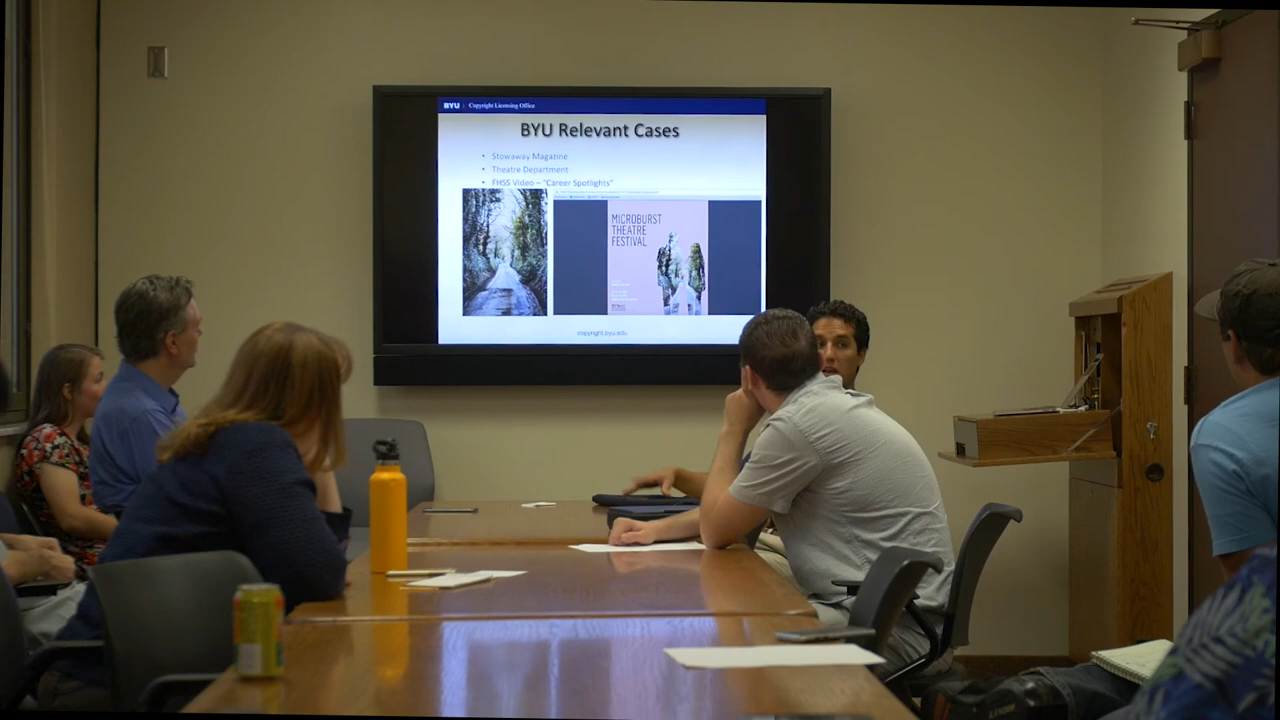 BYU Copyright Licensing Office
BYU Relevant Cases
• Stowaway Magazine
• Theatre Department
• FHSS Video – "Career Spotlights"
MICROBURST
THEATRE
FESTIVAL
copyright.byu.edu